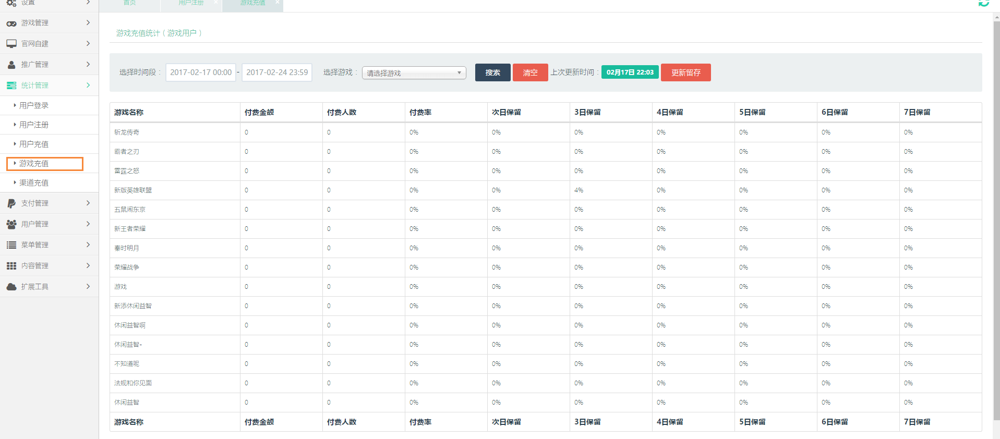 设置
首页 用户注册 × 游戏充值 ×
游戏管理
官网自建
推广管理
统计管理
用户登录
用户注册
用户充值
游戏充值
渠道充值
支付管理
用户管理
菜单管理
内容管理
扩展工具
游戏充值统计（游戏用户）
选择时间段： 2017-02-17 00:00 - 2017-02-24 23:59 选择游戏： 请选择游戏 搜索 清空 上次更新时间： 02月17日 22:03 更新留存
游戏名称 付费金额 付费人数 付费率 次日保留 3日保留 4日保留 5日保留 6日保留 7日保留
斩龙传奇 0 0 0% 0% 0% 0% 0% 0% 0%
霸者之刃 0 0 0% 0% 0% 0% 0% 0% 0%
雷霆之怒 0 0 0% 0% 0% 0% 0% 0% 0%
新版英雄联盟 0 0 0% 0% 4% 0% 0% 0% 0%
五鼠闹东京 0 0 0% 0% 0% 0% 0% 0% 0%
新王者荣耀 0 0 0% 0% 0% 0% 0% 0% 0%
秦时明月 0 0 0% 0% 0% 0% 0% 0% 0%
荣耀战争 0 0 0% 0% 0% 0% 0% 0% 0%
游戏 0 0 0% 0% 0% 0% 0% 0% 0%
新添休闲益智 0 0 0% 0% 0% 0% 0% 0% 0%
休闲益智啊 0 0 0% 0% 0% 0% 0% 0% 0%
休闲益智- 0 0 0% 0% 0% 0% 0% 0% 0%
不知道呢 0 0 0% 0% 0% 0% 0% 0% 0%
法规和你见面 0 0 0% 0% 0% 0% 0% 0% 0%
休闲益智 0 0 0% 0% 0% 0% 0% 0% 0%
游戏名称 付费金额 付费人数 付费率 次日保留 3日保留 4日保留 5日保留 6日保留 7日保留